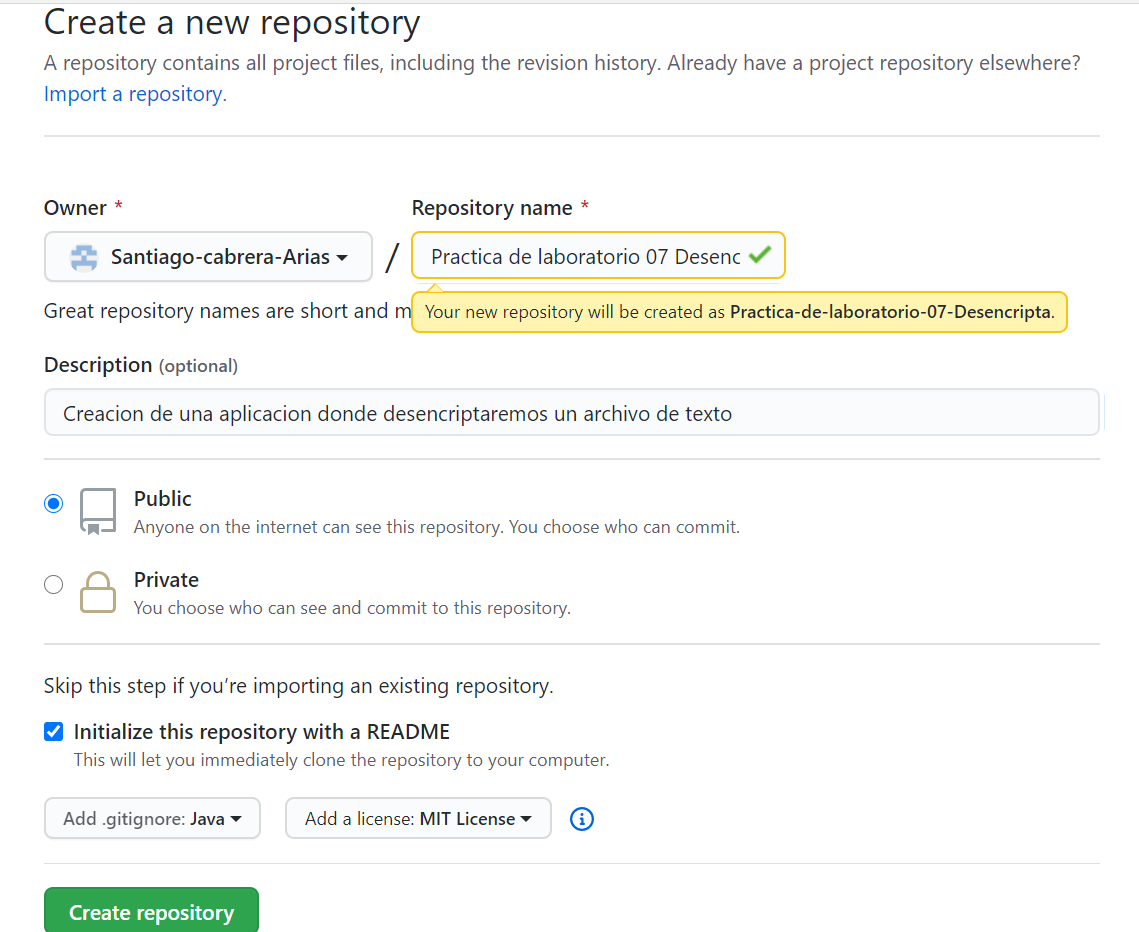 Create a new repository
A repository contains all project files, including the revision history. Already have a project repository elsewhere?
Import a repository.
Owner *
Repository name *
Santiago-cabrera-Arias
/
Practica de laboratorio 07 Desenc
Great repository names are short and m
Your new repository will be created as Practica-de-laboratorio-07-Desencripta.
Description (optional)
Creacion de una aplicacion donde desencriptaremos un archivo de texto
Public
Anyone on the internet can see this repository. You choose who can commit.
Private
You choose who can see and commit to this repository.
Skip this step if you’re importing an existing repository.
Initialize this repository with a README
This will let you immediately clone the repository to your computer.
Add .gitignore: Java
Add a license: MIT License
Create repository